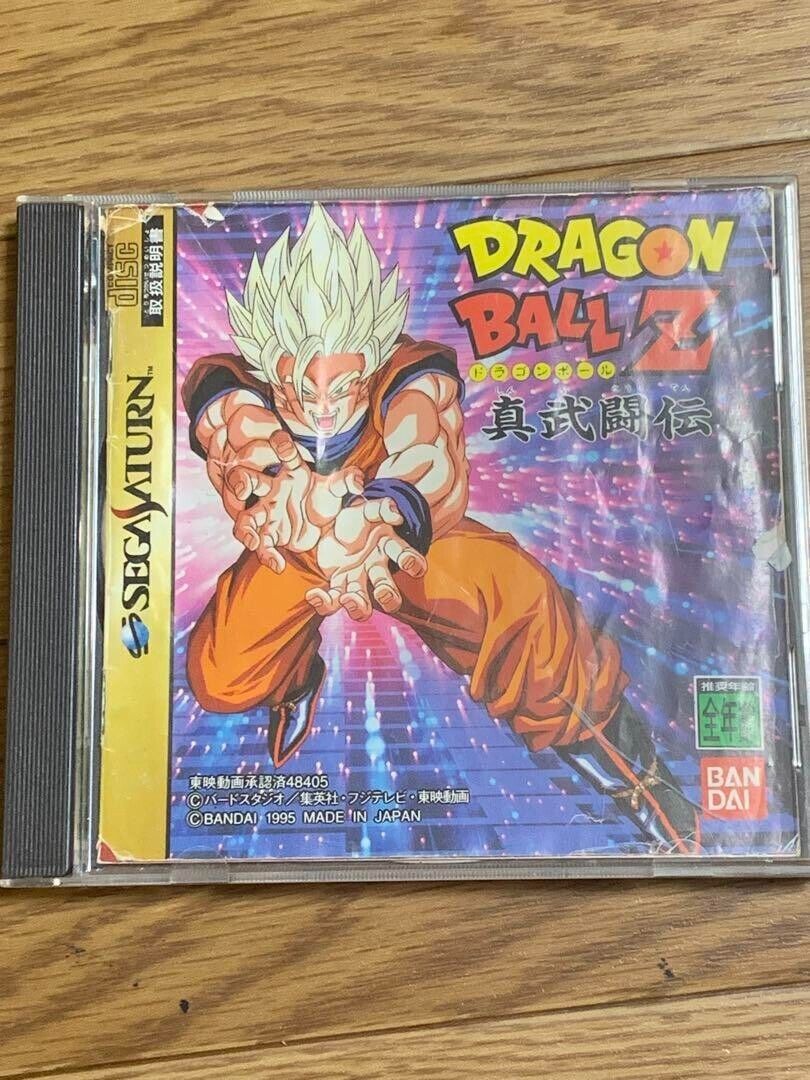 DISC
取扱説明書
SEGA SATURN™
DRAGON
BALL Z
ドラゴンボール
真武闘伝
推奨年齢
全年齢
BAN
DAI
東映動画承認済48405
©バードスタジオ／集英社・フジテレビ・東映動画
©BANDAI 1995 MADE IN JAPAN